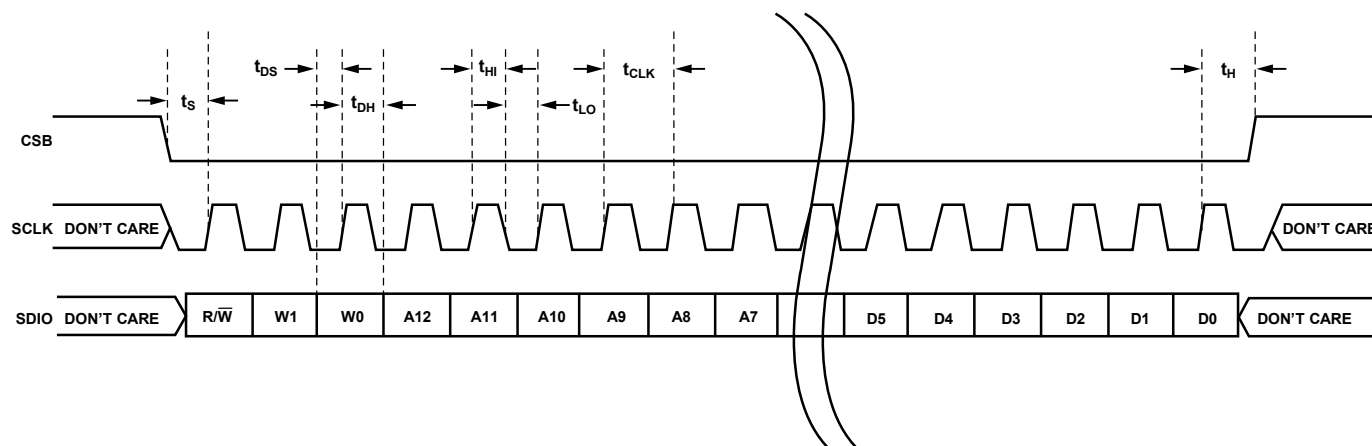 tDS
tHI
tCLK
tH
tS
tDH
tLO
CSB
SCLK DON'T CARE
DON'T CARE
SDIO DON'T CARE
R/W̅ W1 W0 A12 A11 A10 A9 A8 A7 D5 D4 D3 D2 D1 D0
DON'T CARE